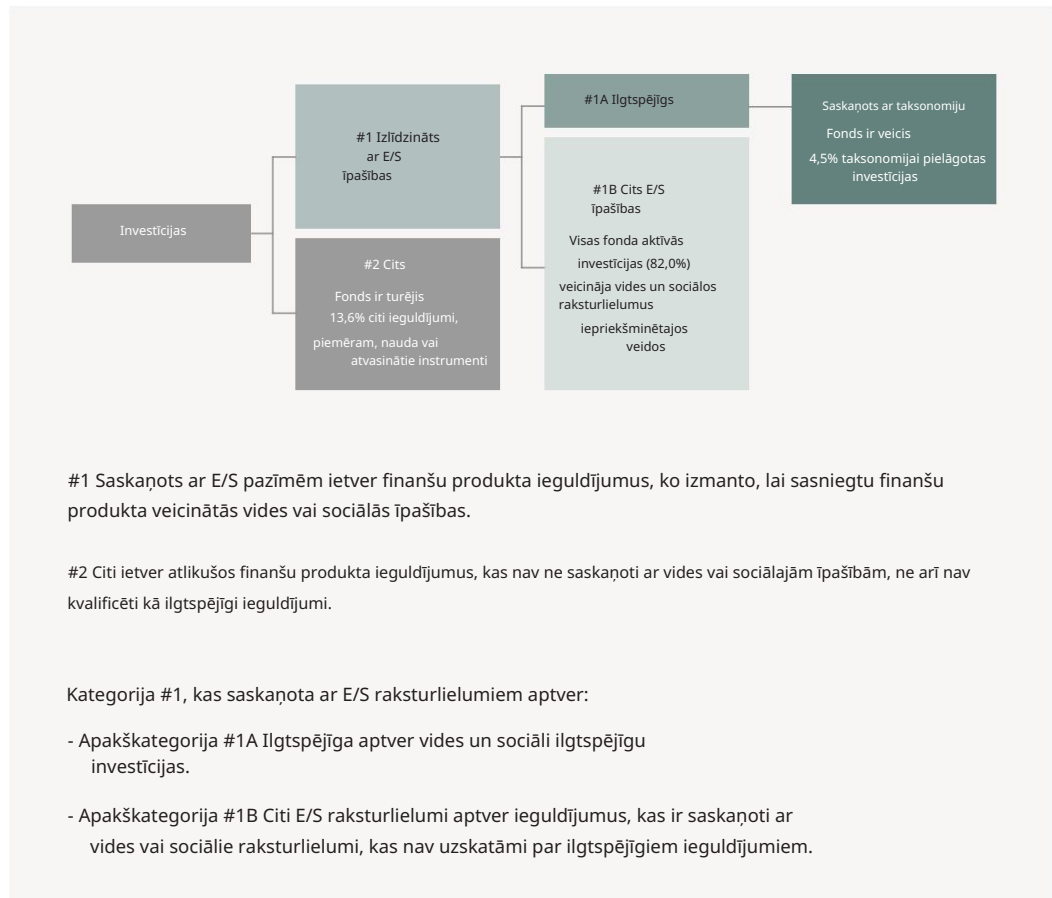 Investīcijas
#1 Izlīdzināts
ar E/S
īpašības
#2 Cits
Fonds ir turējis
13,6% citi ieguldījumi,
piemēram, nauda vai
atvasinātie instrumenti
#1A Ilgtspējīgs
#1B Cits E/S
īpašības
Visas fonda aktīvās
investīcijas (82,0%)
veicināja vides un sociālos
raksturlielumus
iepriekšminētajos
veidos
Saskaņots ar taksonomiju
Fonds ir veicis
4,5% taksonomijai pielāgotas
investīcijas
#1 Saskaņots ar E/S pazīmēm ietver finanšu produkta ieguldījumus, ko izmanto, lai sasniegtu finanšu
produkta veicinātās vides vai sociālās īpašības.
#2 Citi ietver atlikušos finanšu produkta ieguldījumus, kas nav ne saskaņoti ar vides vai sociālajām īpašībām, ne arī nav
kvalificēti kā ilgtspējīgi ieguldījumi.
Kategorija #1, kas saskaņota ar E/S raksturlielumiem aptver:
- Apakškategorija #1A Ilgtspējīga aptver vides un sociāli ilgtspējīgu
investīcijas.
- Apakškategorija #1B Citi E/S raksturlielumi aptver ieguldījumus, kas ir saskaņoti ar
vides vai sociālie raksturlielumi, kas nav uzskatāmi par ilgtspējīgiem ieguldījumiem.